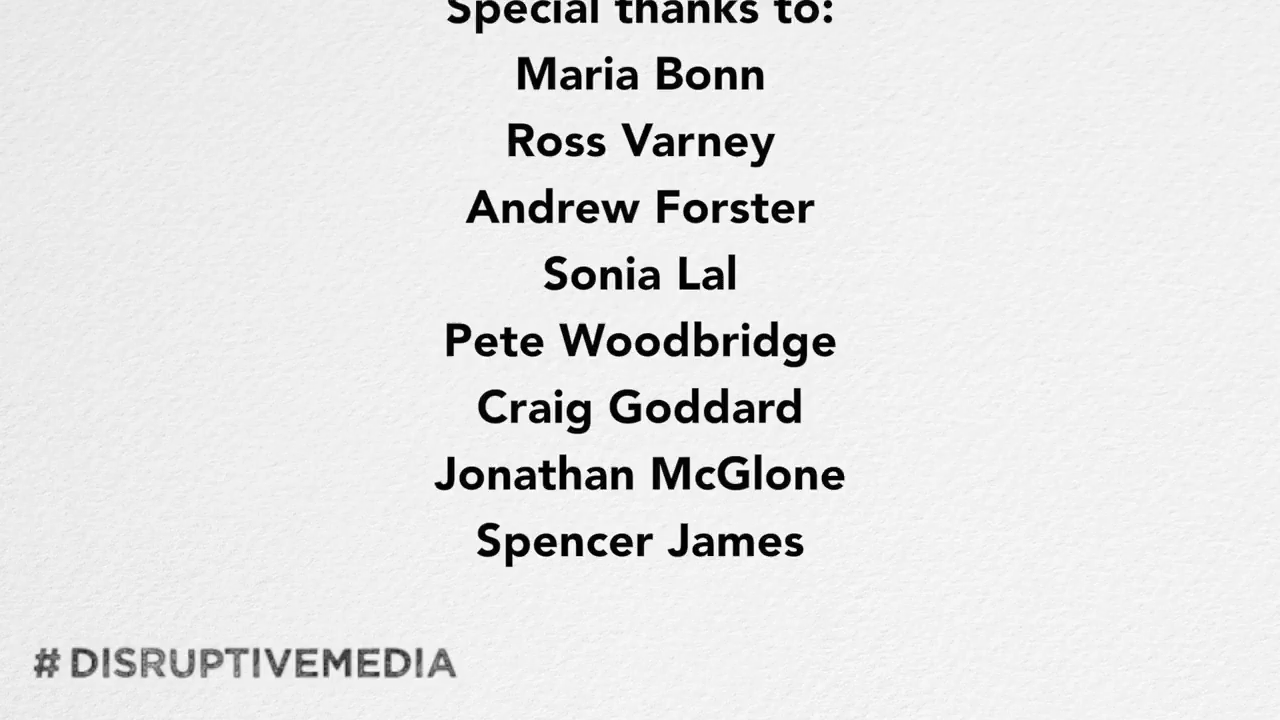 Special thanks to:
Maria Bonn
Ross Varney
Andrew Forster
Sonia Lal
Pete Woodbridge
Craig Goddard
Jonathan McGlone
Spencer James
#DISRUPTIVEMEDIA